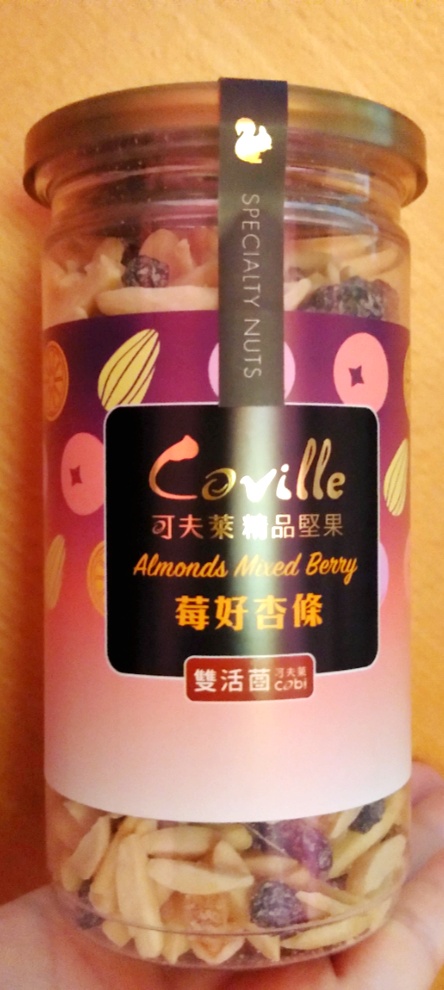 SPECIALTY NUTS
Coville
可夫萊精品堅果
Almonds Mixed Berry
莓好杏條
雙活菌
可夫萊
cobi